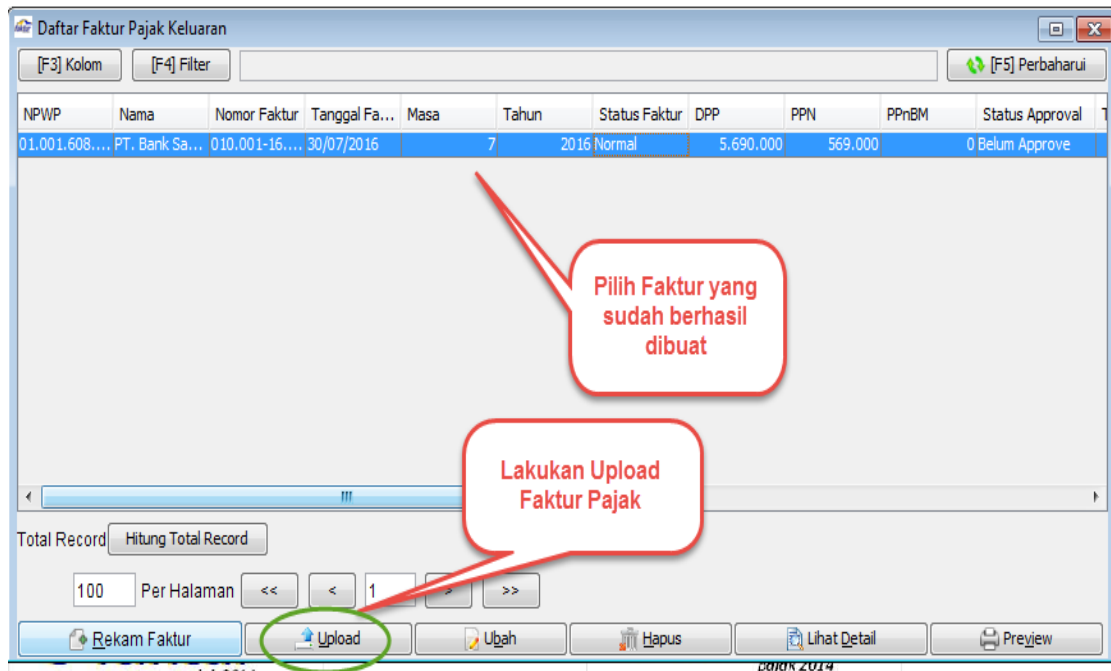 Daftar Faktur Pajak Keluaran
[F3] Kolom [F4] Filter [F5] Perbaharui
NPWP Nama Nomor Faktur Tanggal Fa... Masa Tahun Status Faktur DPP PPN PPnBM Status Approval
01.001.608.... PT. Bank Sa... 010.001-16.... 30/07/2016 7 2016 Normal 5.690.000 569.000 0 Belum Approve
Pilih Faktur yang
sudah berhasil
dibuat
Lakukan Upload
Faktur Pajak
Total Record Hitung Total Record
100 Per Halaman << < 1 > >>
Rekam Faktur Upload Ubah Hapus Lihat Detail Preview
pajak 2014